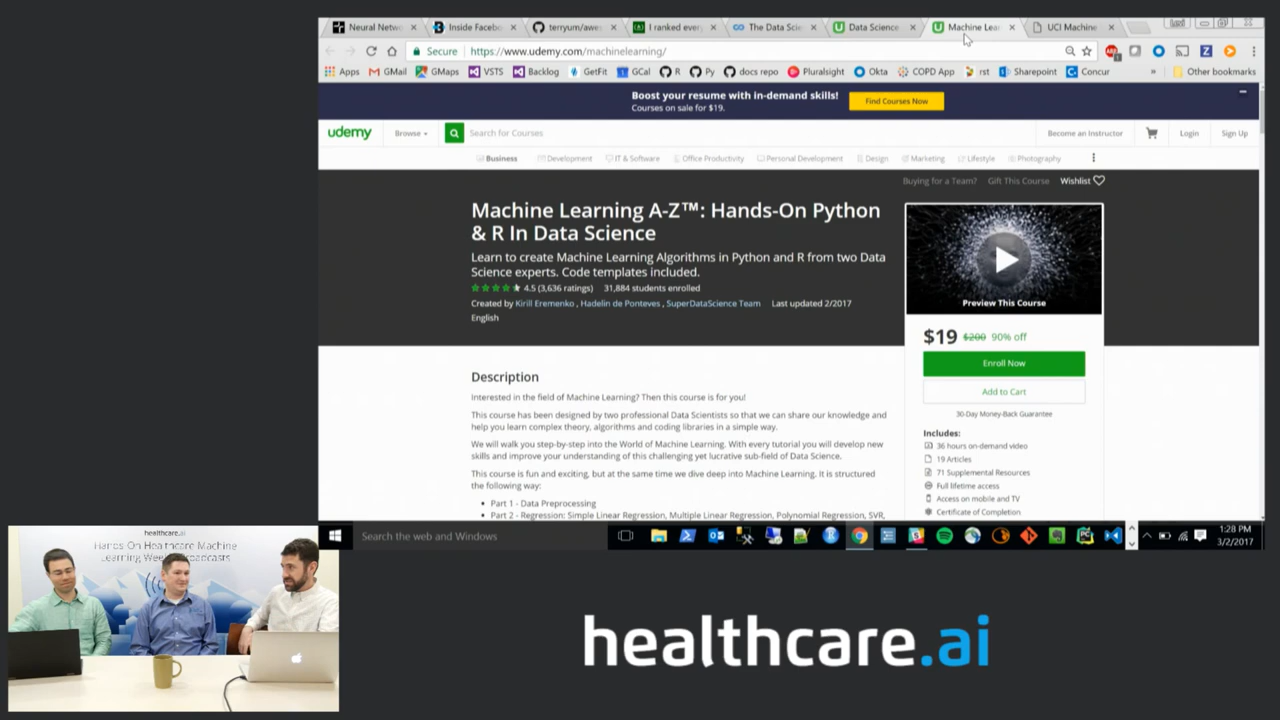 Neural Netw
Inside Facebo
terryum/awes
I ranked every
The Data Scie
Data Science
Machine Lear
UCI Machine
Levi
Secure
https://www.udemy.com/machinelearning/
Apps
GMail
GMaps
VSTS
Backlog
GetFit
GCal
R
Py
docs repo
Pluralsight
Okta
COPD App
rst
Sharepoint
Concur
»
Other bookmarks
Boost your resume with in-demand skills!
Courses on sale for $19.
Find Courses Now
udemy
Browse
Search for Courses
Become an Instructor
Login
Sign Up
Business
Development
IT & Software
Office Productivity
Personal Development
Design
Marketing
Lifestyle
Photography
Buying for a Team?
Gift This Course
Wishlist
Machine Learning A-Z™: Hands-On Python
& R In Data Science
Learn to create Machine Learning Algorithms in Python and R from two Data
Science experts. Code templates included.
4.5 (3,636 ratings) 31,884 students enrolled
Created by Kirill Eremenko , Hadelin de Ponteves , SuperDataScience Team Last updated 2/2017
English
Preview This Course
$19 $200 90% off
Enroll Now
Add to Cart
30-Day Money-Back Guarantee
Includes:
36 hours on-demand video
19 Articles
71 Supplemental Resources
Full lifetime access
Access on mobile and TV
Certificate of Completion
Description
Interested in the field of Machine Learning? Then this course is for you!
This course has been designed by two professional Data Scientists so that we can share our knowledge and
help you learn complex theory, algorithms and coding libraries in a simple way.
We will walk you step-by-step into the World of Machine Learning. With every tutorial you will develop new
skills and improve your understanding of this challenging yet lucrative sub-field of Data Science.
This course is fun and exciting, but at the same time we dive deep into Machine Learning. It is structured
the following way:
• Part 1 - Data Preprocessing
• Part 2 - Regression: Simple Linear Regression, Multiple Linear Regression, Polynomial Regression, SVR,
Search the web and Windows
1:28 PM
3/2/2017
healthcare.ai
Hands-On Healthcare Machine
Learning Weekly Broadcasts
healthcare.ai